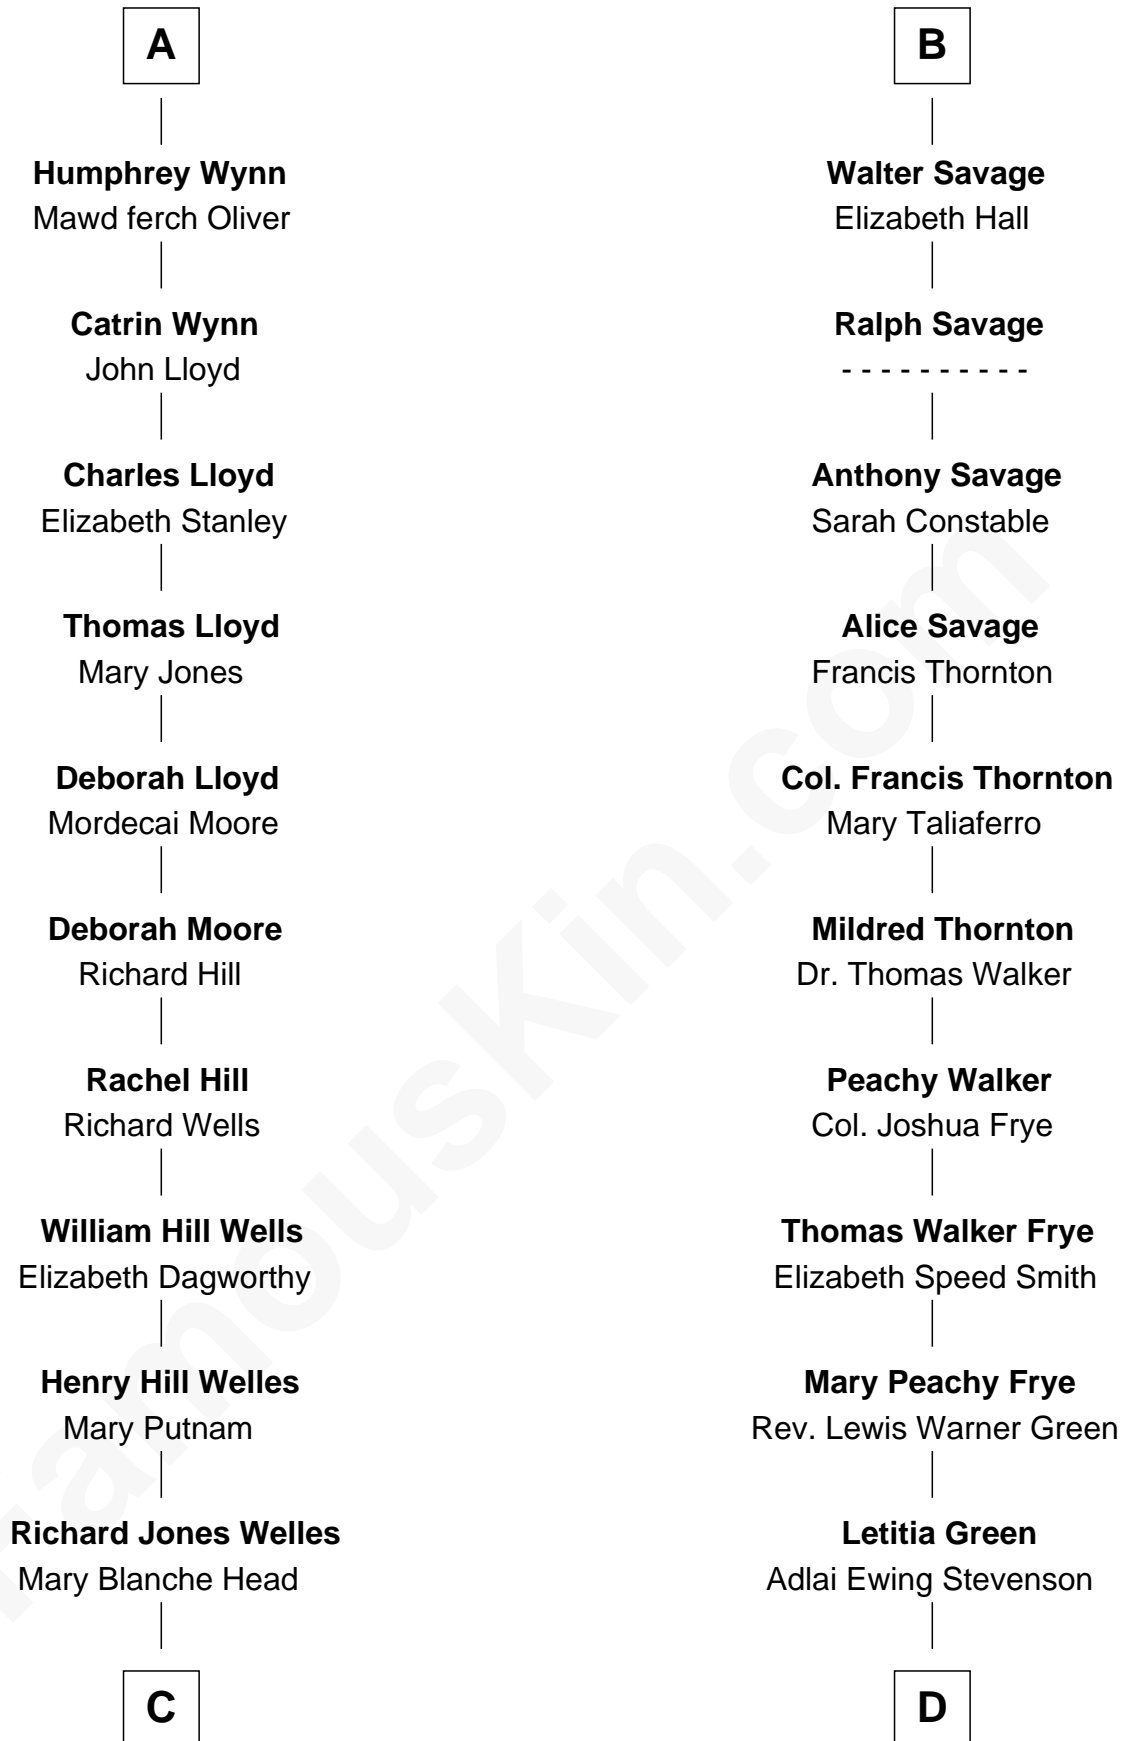 A
Humphrey Wynn
Mawd ferch Oliver
Catrin Wynn
John Lloyd
Charles Lloyd
Elizabeth Stanley
Thomas Lloyd
Mary Jones
Deborah Lloyd
Mordecai Moore
Deborah Moore
Richard Hill
Rachel Hill
Richard Wells
William Hill Wells
Elizabeth Dagworthy
Henry Hill Welles
Mary Putnam
Richard Jones Welles
Mary Blanche Head
C
B
Walter Savage
Elizabeth Hall
Ralph Savage
- - - - - - - - - -
Anthony Savage
Sarah Constable
Alice Savage
Francis Thornton
Col. Francis Thornton
Mary Taliaferro
Mildred Thornton
Dr. Thomas Walker
Peachy Walker
Col. Joshua Frye
Thomas Walker Frye
Elizabeth Speed Smith
Mary Peachy Frye
Rev. Lewis Warner Green
Letitia Green
Adlai Ewing Stevenson
D
FamousKin.com